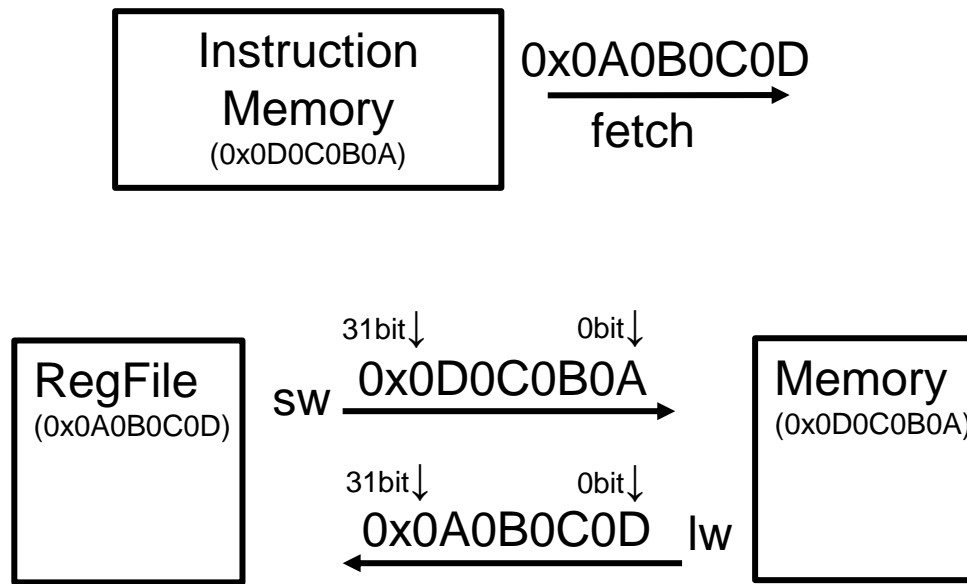 Instruction
Memory
(0x0D0C0B0A)
0x0A0B0C0D
fetch
RegFile
(0x0A0B0C0D)
sw
31bit↓ 0bit↓
0x0D0C0B0A
31bit↓ 0bit↓
0x0A0B0C0D
lw
Memory
(0x0D0C0B0A)